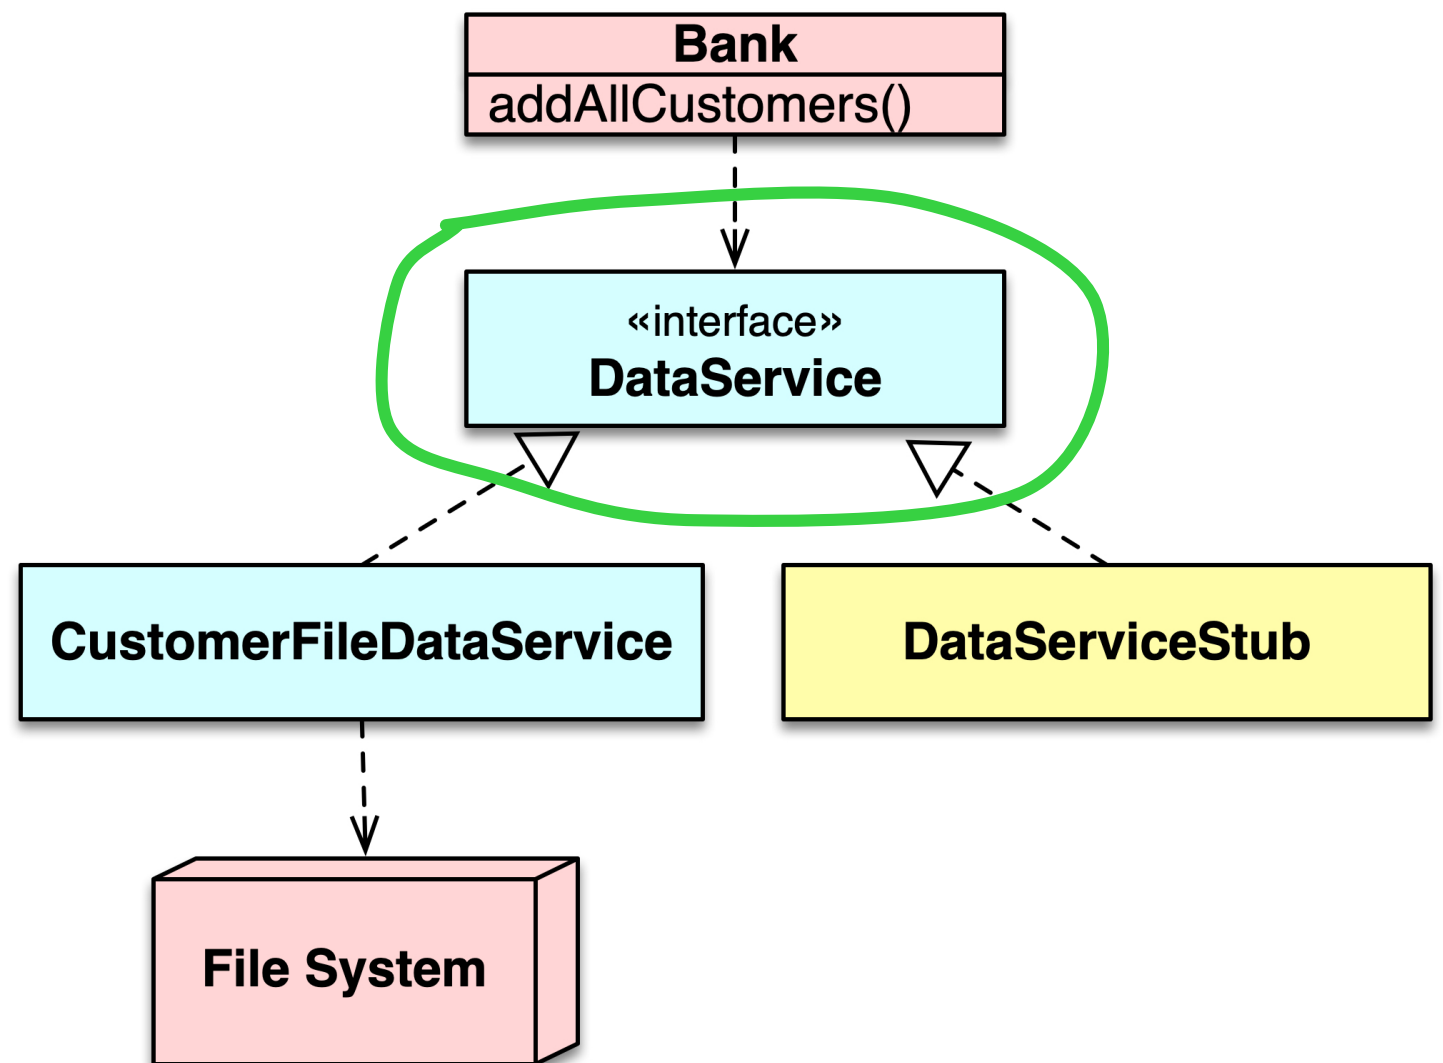 Bank
addAllCustomers()
«interface»
DataService
CustomerFileDataService
DataServiceStub
File System